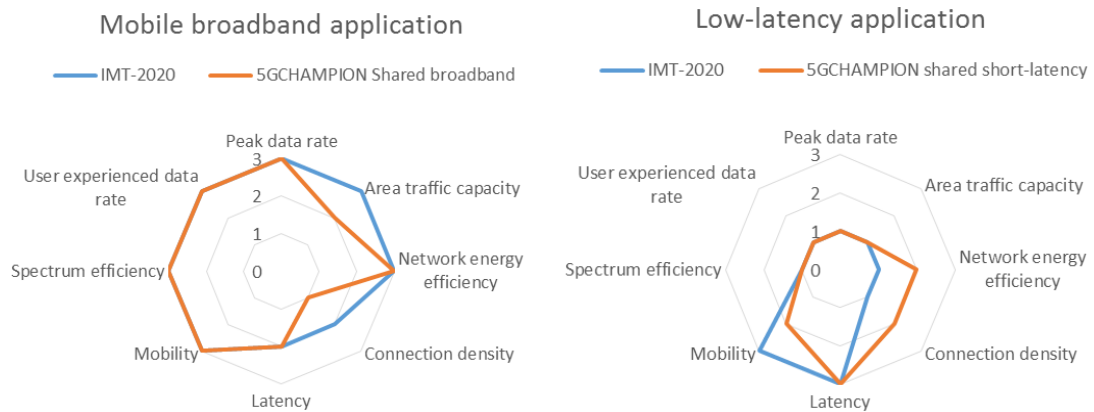 Mobile broadband application
IMT-2020
5GCHAMPION Shared broadband
Peak data rate
3
2
1
0
Area traffic capacity
Network energy
efficiency
Connection density
Latency
Mobility
Spectrum efficiency
User experienced data
rate
Low-latency application
IMT-2020
5GCHAMPION shared short-latency
Peak data rate
3
2
1
0
Area traffic capacity
Network energy
efficiency
Connection density
Latency
Mobility
Spectrum efficiency
User experienced data
rate